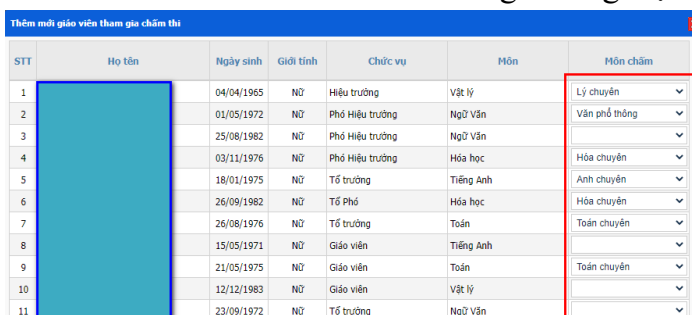 Thêm mới giáo viên tham gia chấm thi
STT Họ tên Ngày sinh Giới tính Chức vụ Môn Môn chấm
1 04/04/1965 Nữ Hiệu trưởng Vật lý Lý chuyên
2 01/05/1972 Nữ Phó Hiệu trưởng Ngữ Văn Văn phổ thông
3 25/08/1982 Nữ Phó Hiệu trưởng Ngữ Văn
4 03/11/1976 Nữ Phó Hiệu trưởng Hóa học Hóa chuyên
5 18/01/1975 Nữ Tổ trưởng Tiếng Anh Anh chuyên
6 26/09/1982 Nữ Tổ Phó Hóa học Hóa chuyên
7 26/08/1976 Nữ Tổ trưởng Toán Toán chuyên
8 15/05/1971 Nữ Giáo viên Tiếng Anh
9 21/05/1975 Nữ Giáo viên Toán Toán chuyên
10 12/12/1983 Nữ Giáo viên Vật lý
11 23/09/1972 Nữ Tổ trưởng Ngữ Văn